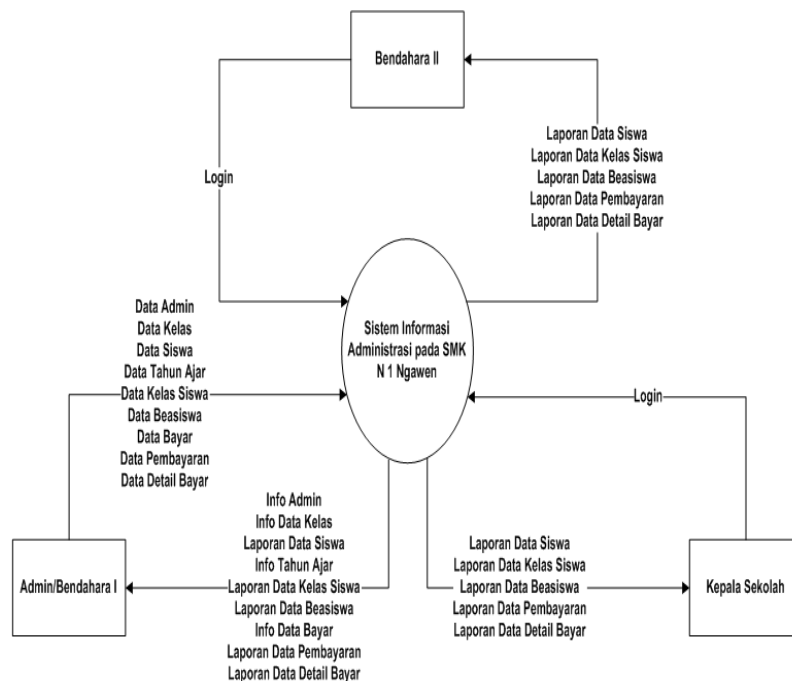 Bendahara II
Login
Laporan Data Siswa
Laporan Data Kelas Siswa
Laporan Data Beasiswa
Laporan Data Pembayaran
Laporan Data Detail Bayar
Sistem Informasi
Administrasi pada SMK
N 1 Ngawen
Data Admin
Data Kelas
Data Siswa
Data Tahun Ajar
Data Kelas Siswa
Data Beasiswa
Data Bayar
Data Pembayaran
Data Detail Bayar
Login
Admin/Bendahara I
Info Admin
Info Data Kelas
Laporan Data Siswa
Info Tahun Ajar
Laporan Data Kelas Siswa
Laporan Data Beasiswa
Info Data Bayar
Laporan Data Pembayaran
Laporan Data Detail Bayar
Laporan Data Siswa
Laporan Data Kelas Siswa
Laporan Data Beasiswa
Laporan Data Pembayaran
Laporan Data Detail Bayar
Kepala Sekolah